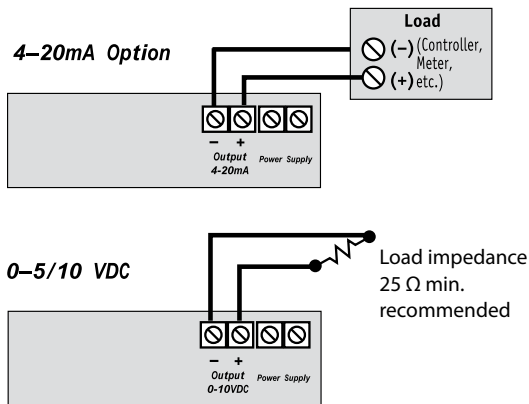 Load
4–20mA Option
(–) (Controller,
Meter,
(+) etc.)
– +
Output Power Supply
4-20mA
0–5/10 VDC
Load impedance
25 Ω min.
recommended
– +
Output Power Supply
0-10VDC